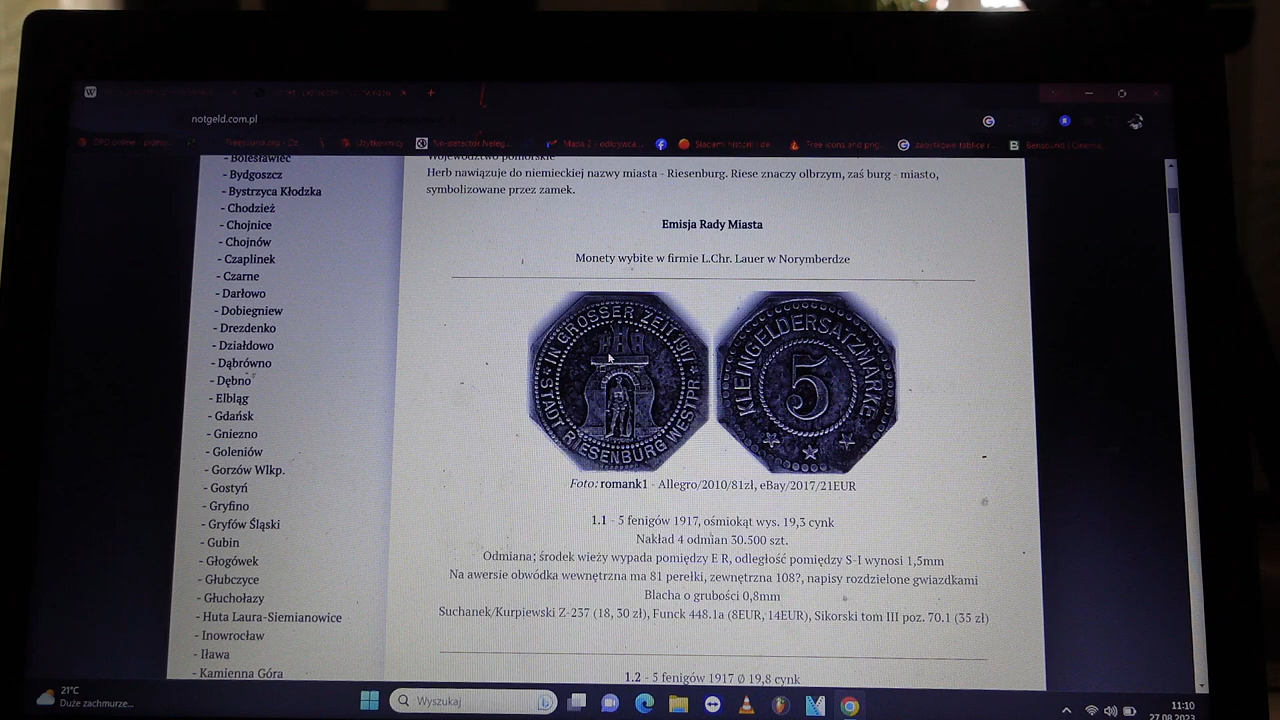 notgeld.com.pl
Województwo pomorskie
Herb nawiązuje do niemieckiej nazwy miasta - Riesenburg. Riese znaczy olbrzym, zaś burg - miasto,
symbolizowane przez zamek.
Emisja Rady Miasta
Monety wybite w firmie L.Chr. Lauer w Norymberdze
IN GROSSER ZEIT 1917
STADT RIESENBURG WESTPR
KLEINGELDERSATZMARKE
5
Foto: romank1 - Allegro/2010/81zł, eBay/2017/21EUR
1.1 - 5 fenigów 1917, ośmiokąt wys. 19,3 cynk
Nakład 4 odmian 30.500 szt.
Odmiana; środek wieży wypada pomiędzy E R, odległość pomiędzy S-I wynosi 1,5mm
Na awersie obwódka wewnętrzna ma 81 perełki, zewnętrzna 108?, napisy rozdzielone gwiazdkami
Blacha o grubości 0,8mm
Suchanek/Kurpiewski Z-237 (18, 30 zł), Funck 448.1a (8EUR, 14EUR), Sikorski tom III poz. 70.1 (35 zł)
1.2 - 5 fenigów 1917 Ø 19,8 cynk
- Bolesławiec
- Bydgoszcz
- Bystrzyca Kłodzka
- Chodzież
- Chojnice
- Chojnów
- Czaplinek
- Czarne
- Darłowo
- Dobiegniew
- Drezdenko
- Działdowo
- Dąbrówno
- Dębno
- Elbląg
- Gdańsk
- Gniezno
- Goleniów
- Gorzów Wlkp.
- Gostyń
- Gryfino
- Gryfów Śląski
- Gubin
- Głogówek
- Głubczyce
- Głuchołazy
- Huta Laura-Siemianowice
- Inowrocław
- Iława
- Kamienna Góra
21°C
Duże zachmurze...
Wyszukaj
11:10
27.08.2023